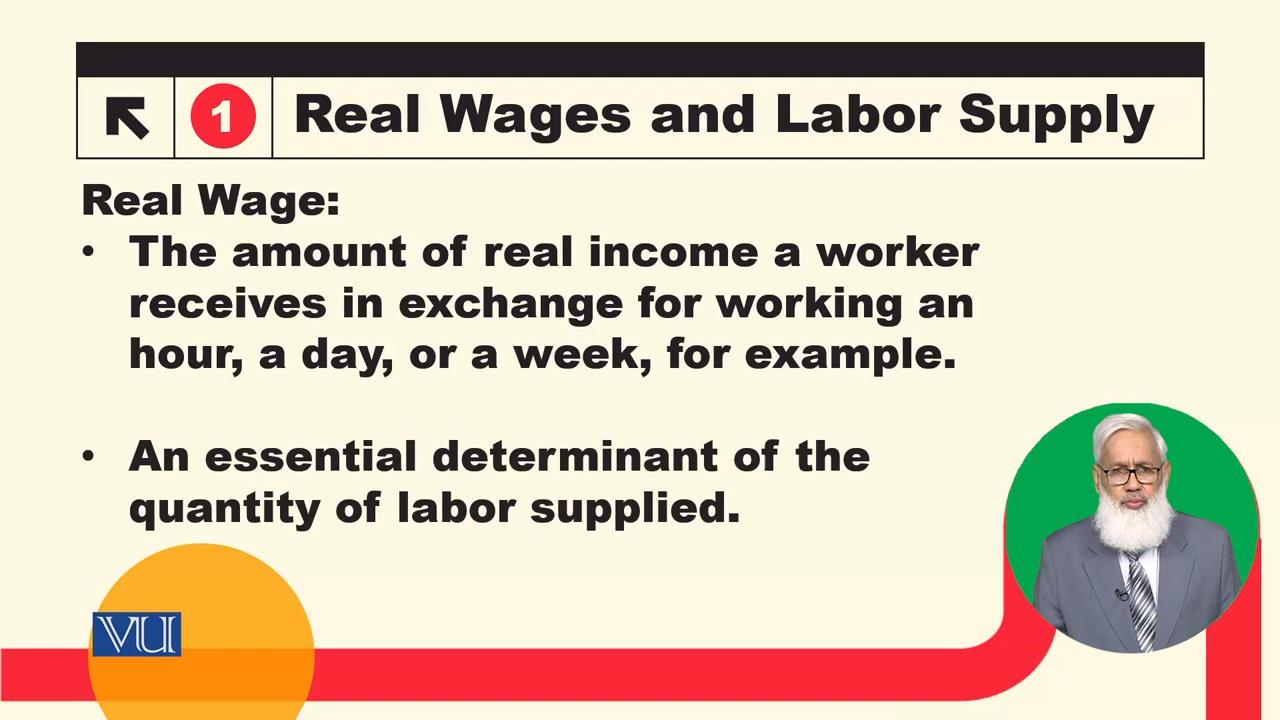 1 Real Wages and Labor Supply
Real Wage:
• The amount of real income a worker
receives in exchange for working an
hour, a day, or a week, for example.
• An essential determinant of the
quantity of labor supplied.
VU